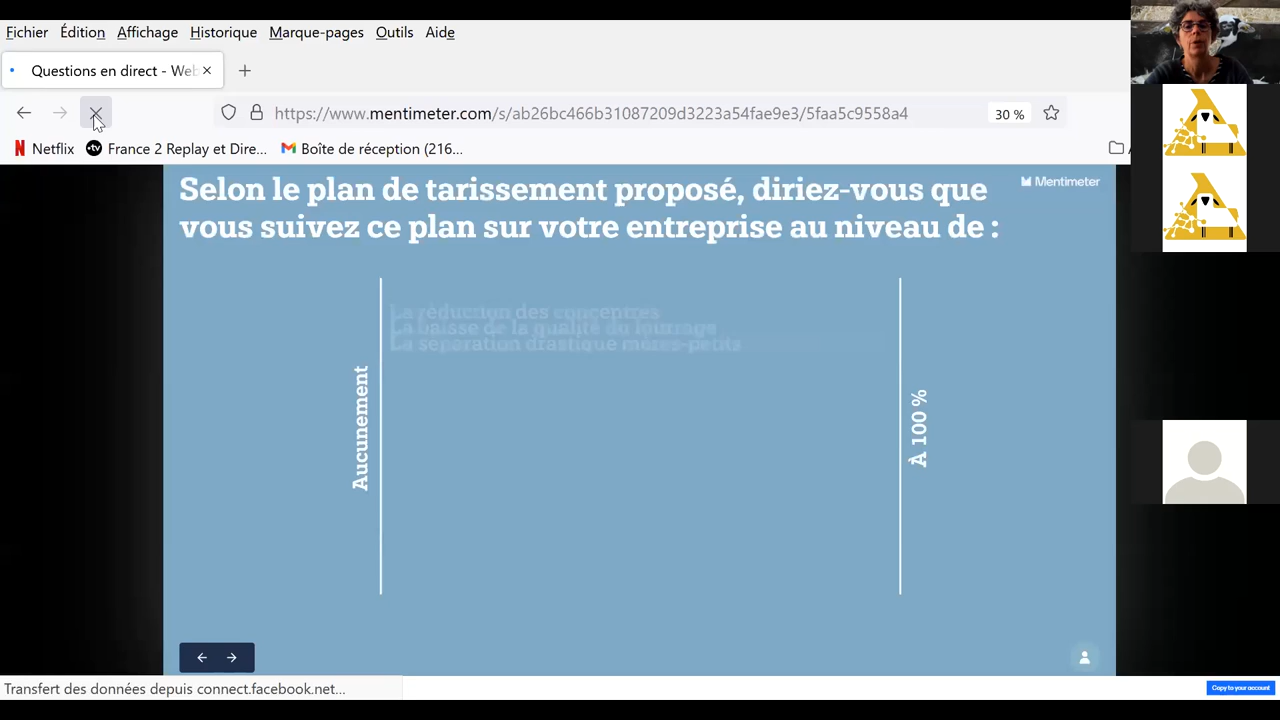 Fichier Édition Affichage Historique Marque-pages Outils Aide
Questions en direct - Web
https://www.mentimeter.com/s/ab26bc466b31087209d3223a54fae9e3/5faa5c9558a4
30 %
Netflix
tv
France 2 Replay et Dire...
Boîte de réception (216...
Selon le plan de tarissement proposé, diriez-vous que
vous suivez ce plan sur votre entreprise au niveau de :
Mentimeter
La réduction des concentrés
La baisse de la qualité du fourrage
La séparation drastique mères-petits
Aucunement
À 100 %
Transfert des données depuis connect.facebook.net...
Copy to your account